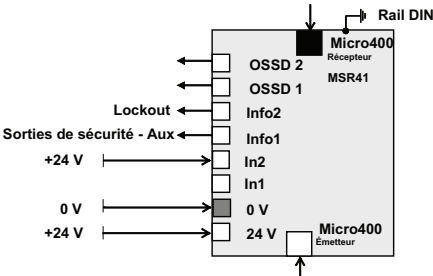 Rail DIN
Micro400
Récepteur
MSR41
OSSD 2
OSSD 1
Lockout
Info2
Sorties de sécurité - Aux
Info1
+24 V
In2
In1
0 V
0 V
+24 V
24 V
Micro400
Émetteur